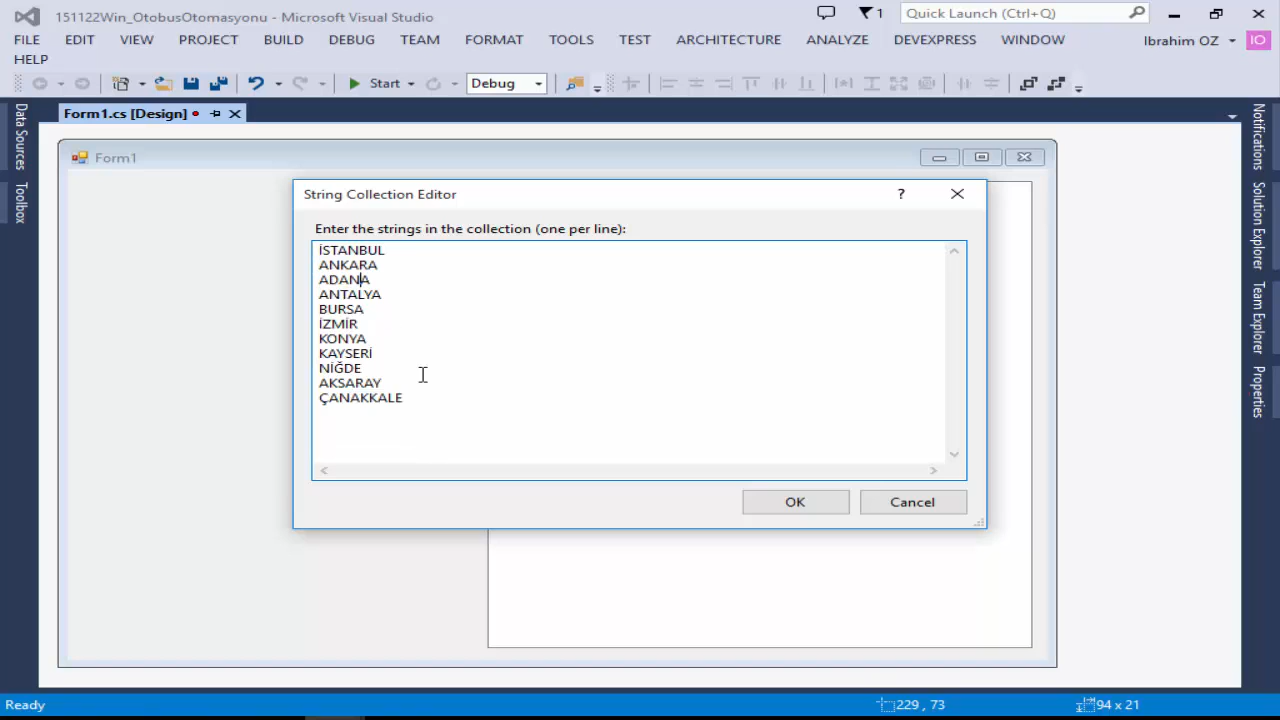 151122Win_OtobusOtomasyonu - Microsoft Visual Studio
1
Quick Launch (Ctrl+Q)
FILE EDIT VIEW PROJECT BUILD DEBUG TEAM FORMAT TOOLS TEST ARCHITECTURE ANALYZE DEVEXPRESS WINDOW Ibrahim OZ IO
HELP
Start Debug
Form1.cs [Design]
Data Sources
Toolbox
Form1
String Collection Editor ?
Enter the strings in the collection (one per line):
İSTANBUL
ANKARA
ADANA
ANTALYA
BURSA
İZMİR
KONYA
KAYSERİ
NİĞDE
AKSARAY
ÇANAKKALE
OK Cancel
Notifications
Solution Explorer
Team Explorer
Properties
Ready 229 , 73 94 x 21